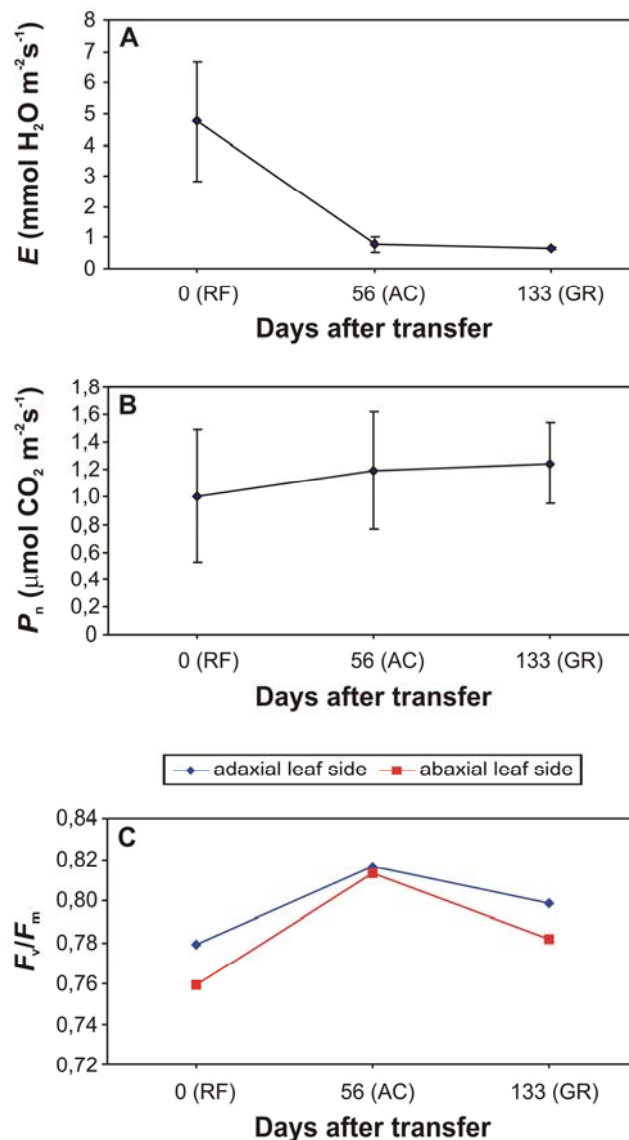 A
E (mmol H₂O m⁻²s⁻¹)
8
7
6
5
4
3
2
1
0
0 (RF) 56 (AC) 133 (GR)
Days after transfer
B
Pₙ (µmol CO₂ m⁻²s⁻¹)
1,8
1,6
1,4
1,2
1,0
0,8
0,6
0,4
0,2
0
0 (RF) 56 (AC) 133 (GR)
Days after transfer
adaxial leaf side abaxial leaf side
C
Fᵥ/Fₘ
0,84
0,82
0,80
0,78
0,76
0,74
0,72
0 (RF) 56 (AC) 133 (GR)
Days after transfer